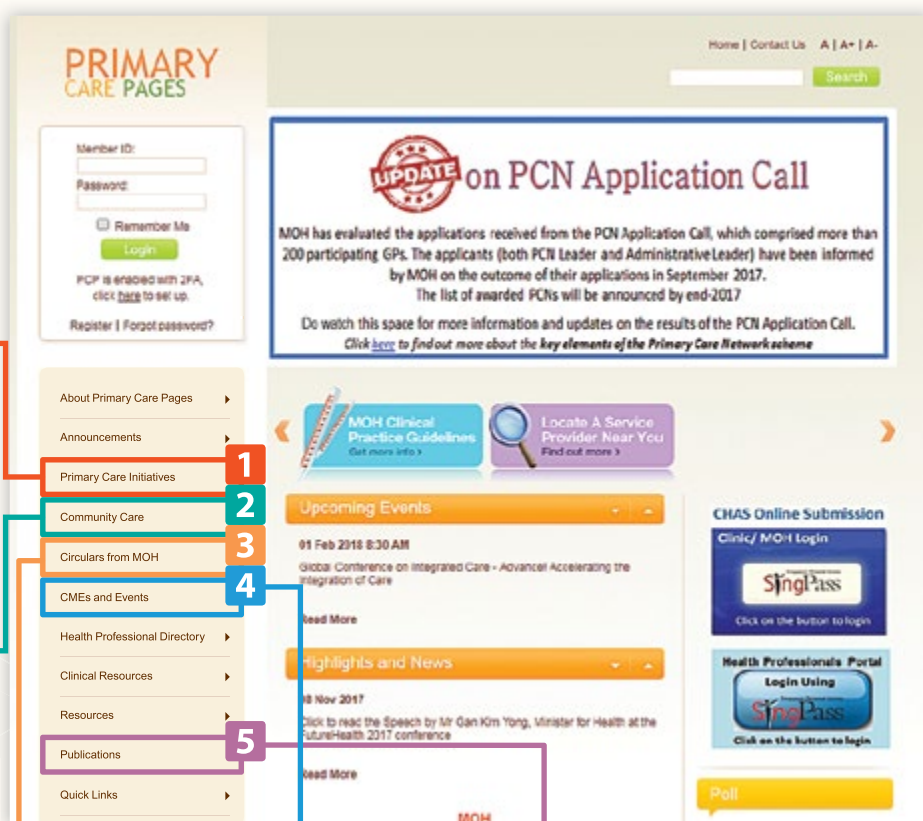 Home | Contact Us A | A+ | A-
Search
PRIMARY
CARE PAGES
Member ID:
Password:
Remember Me
Login
PCP is enabled with 2FA,
click here to set up.
Register | Forgot password?
UPDATE on PCN Application Call
MOH has evaluated the applications received from the PCN Application Call, which comprised more than
200 participating GPs. The applicants (both PCN Leader and Administrative Leader) have been informed
by MOH on the outcome of their applications in September 2017.
The list of awarded PCNs will be announced by end-2017
Do watch this space for more information and updates on the results of the PCN Application Call.
Click here to find out more about the key elements of the Primary Care Network scheme
About Primary Care Pages
Announcements
Primary Care Initiatives
1
Community Care
2
Circulars from MOH
3
CMEs and Events
4
Health Professional Directory
Clinical Resources
Resources
Publications
5
Quick Links
MOH Clinical
Practice Guidelines
Get more info >
Locate A Service
Provider Near You
Find out more >
Upcoming Events
01 Feb 2018 8:30 AM
Global Conference on Integrated Care - Advance! Accelerating the
Integration of Care
Read More
Highlights and News
08 Nov 2017
Click to read the Speech by Mr Gan Kim Yong, Minister for Health at the
FutureHealth 2017 conference
Read More
MOH
CHAS Online Submission
Clinic/ MOH Login
SingPass
Click on the button to login
Health Professionals Portal
Login Using
SingPass
Click on the button to login
Poll